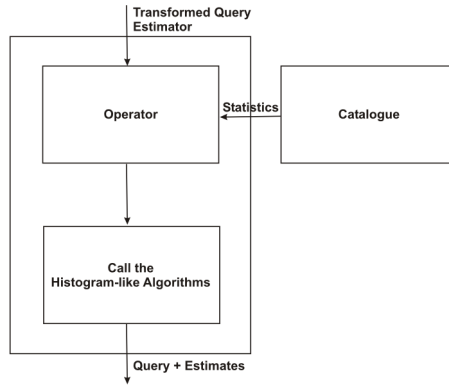 Transformed Query
Estimator
Operator
Statistics
Catalogue
Call the
Histogram-like Algorithms
Query + Estimates